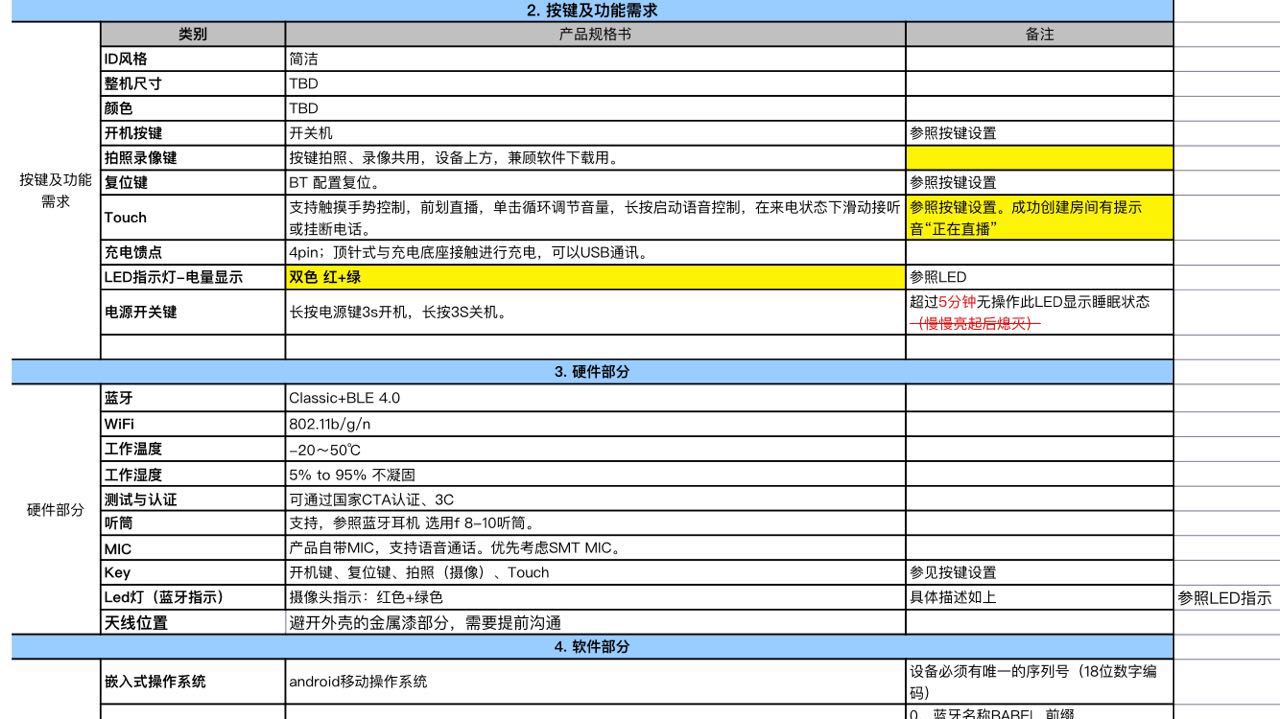 2. 按键及功能需求
类别 产品规格书 备注
ID风格 简洁
整机尺寸 TBD
颜色 TBD
开机按键 开关机 参照按键设置
拍照录像键 按键拍照、录像共用，设备上方，兼顾软件下载用。
按键及功能
需求
复位键 BT 配置复位。 参照按键设置
Touch
支持触摸手势控制，前划直播，单击循环调节音量，长按启动语音控制，在来电状态下滑动接听
或挂断电话。
参照按键设置。成功创建房间有提示
音“正在直播”
充电馈点 4pin；顶针式与充电底座接触进行充电，可以USB通讯。
LED指示灯-电量显示 双色 红+绿 参照LED
电源开关键 长按电源键3s开机，长按3S关机。
超过5分钟无操作此LED显示睡眠状态
（慢慢亮起后熄灭）
3. 硬件部分
硬件部分
蓝牙 Classic+BLE 4.0
WiFi 802.11b/g/n
工作温度 -20～50℃
工作湿度 5% to 95% 不凝固
测试与认证 可通过国家CTA认证、3C
听筒 支持，参照蓝牙耳机 选用f 8-10听筒。
MIC 产品自带MIC，支持语音通话。优先考虑SMT MIC。
Key 开机键、复位键、拍照（摄像）、Touch 参见按键设置
Led灯（蓝牙指示） 摄像头指示：红色+绿色 具体描述如上 参照LED指示
天线位置 避开外壳的金属漆部分，需要提前沟通
4. 软件部分
嵌入式操作系统 android移动操作系统
设备必须有唯一的序列号（18位数字编
码）
0、蓝牙名称BABEL 前缀